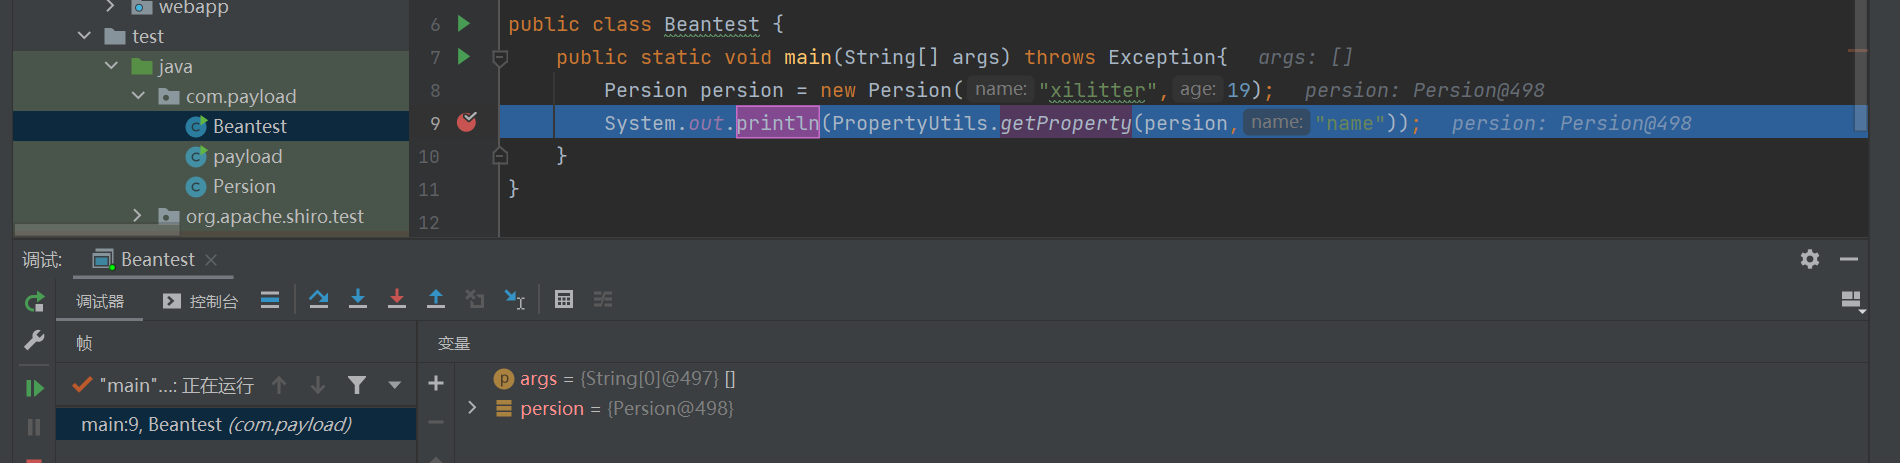 webapp
test
java
com.payload
Beantest
payload
Persion
org.apache.shiro.test
6 public class Beantest {
7 public static void main(String[] args) throws Exception{ args: []
8 Persion persion = new Persion( name: "xilitter", age: 19); persion: Persion@498
9 System.out.println(PropertyUtils.getProperty(persion, name: "name")); persion: Persion@498
10 }
11 }
12
调试: Beantest
调试器 控制台
帧 变量
"main"...: 正在运行
main:9, Beantest (com.payload)
p args = {String[0]@497} []
persion = {Persion@498}